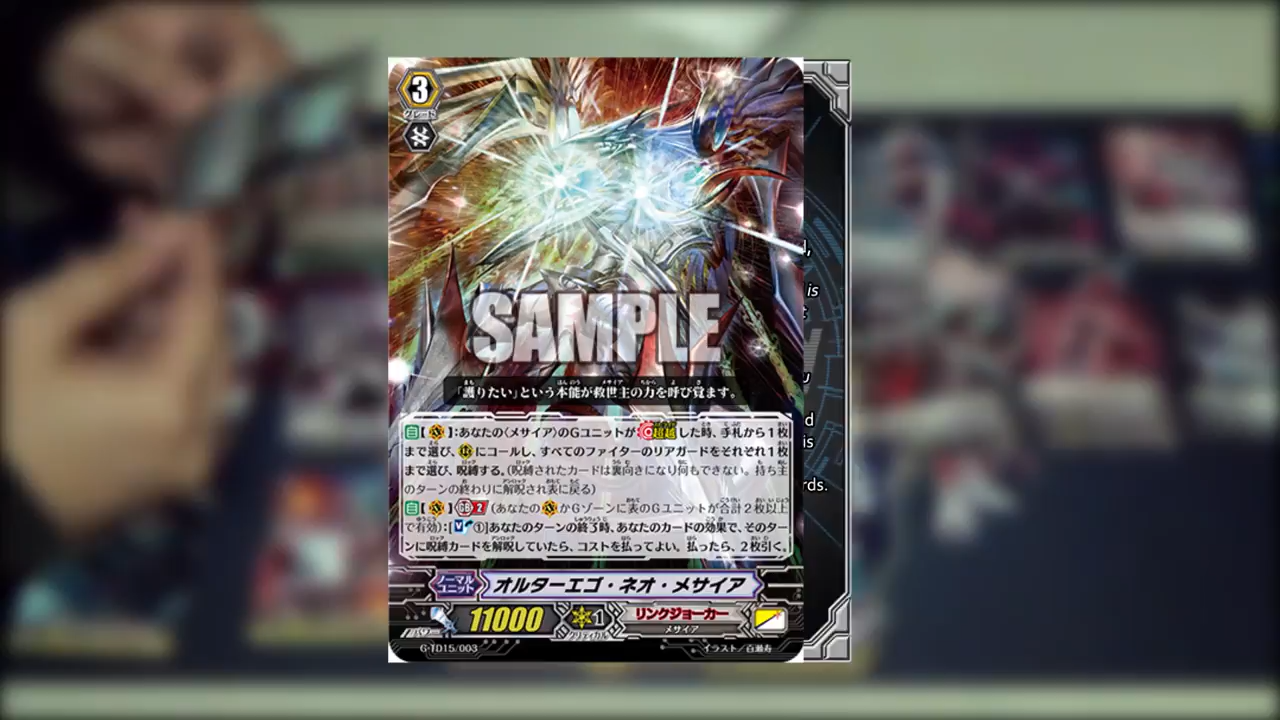 3
グレード
SAMPLE
「護りたい」という本能が救世主の力を呼び覚ます。
【 】:あなたの〈メサイア〉のGユニットが 超越 した時、手札から1枚
まで選び、 にコールし、すべてのファイターのリアガードをそれぞれ1枚
まで選び、呪縛する。(呪縛されたカードは裏向きになり何もできない。持ち主
のターンの終わりに解呪され表に戻る)
【 】 GB 2 (あなたの かGゾーンに表のGユニットが合計2枚以上
で有効):[ ①]あなたのターンの終了時、あなたのカードの効果で、そのター
ンに呪縛カードを解呪していたら、コストを払ってよい。払ったら、2枚引く。
ノーマル
ユニット
オルターエゴ・ネオ・メサイア
11000
1
クリティカル
リンクジョーカー
メサイア
G-TD15/003
イラスト/百瀬寿
is
d
is
rds.